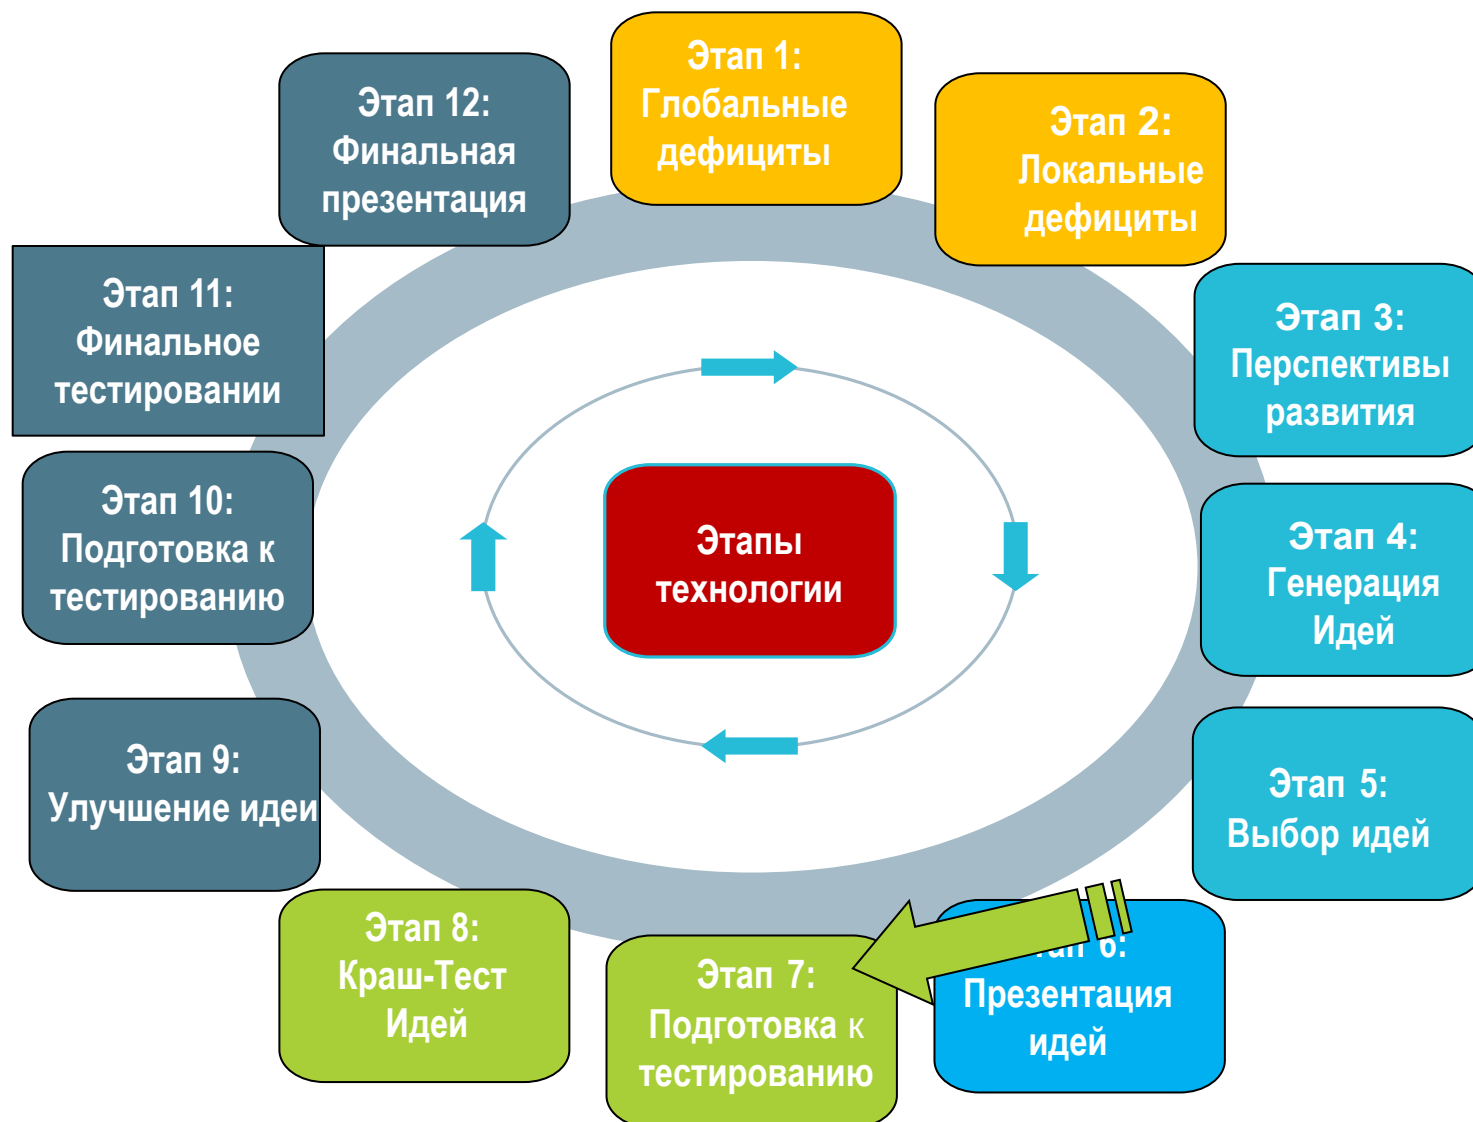 Этап 1:
Глобальные
дефициты
Этап 2:
Локальные
дефициты
Этап 3:
Перспективы
развития
Этап 4:
Генерация
Идей
Этап 5:
Выбор идей
6:
Презентация
идей
Этап 7:
Подготовка к
тестированию
Этап 8:
Краш-Тест
Идей
Этап 9:
Улучшение идеи
Этап 10:
Подготовка к
тестированию
Этап 11:
Финальное
тестировании
Этап 12:
Финальная
презентация
Этапы
технологии